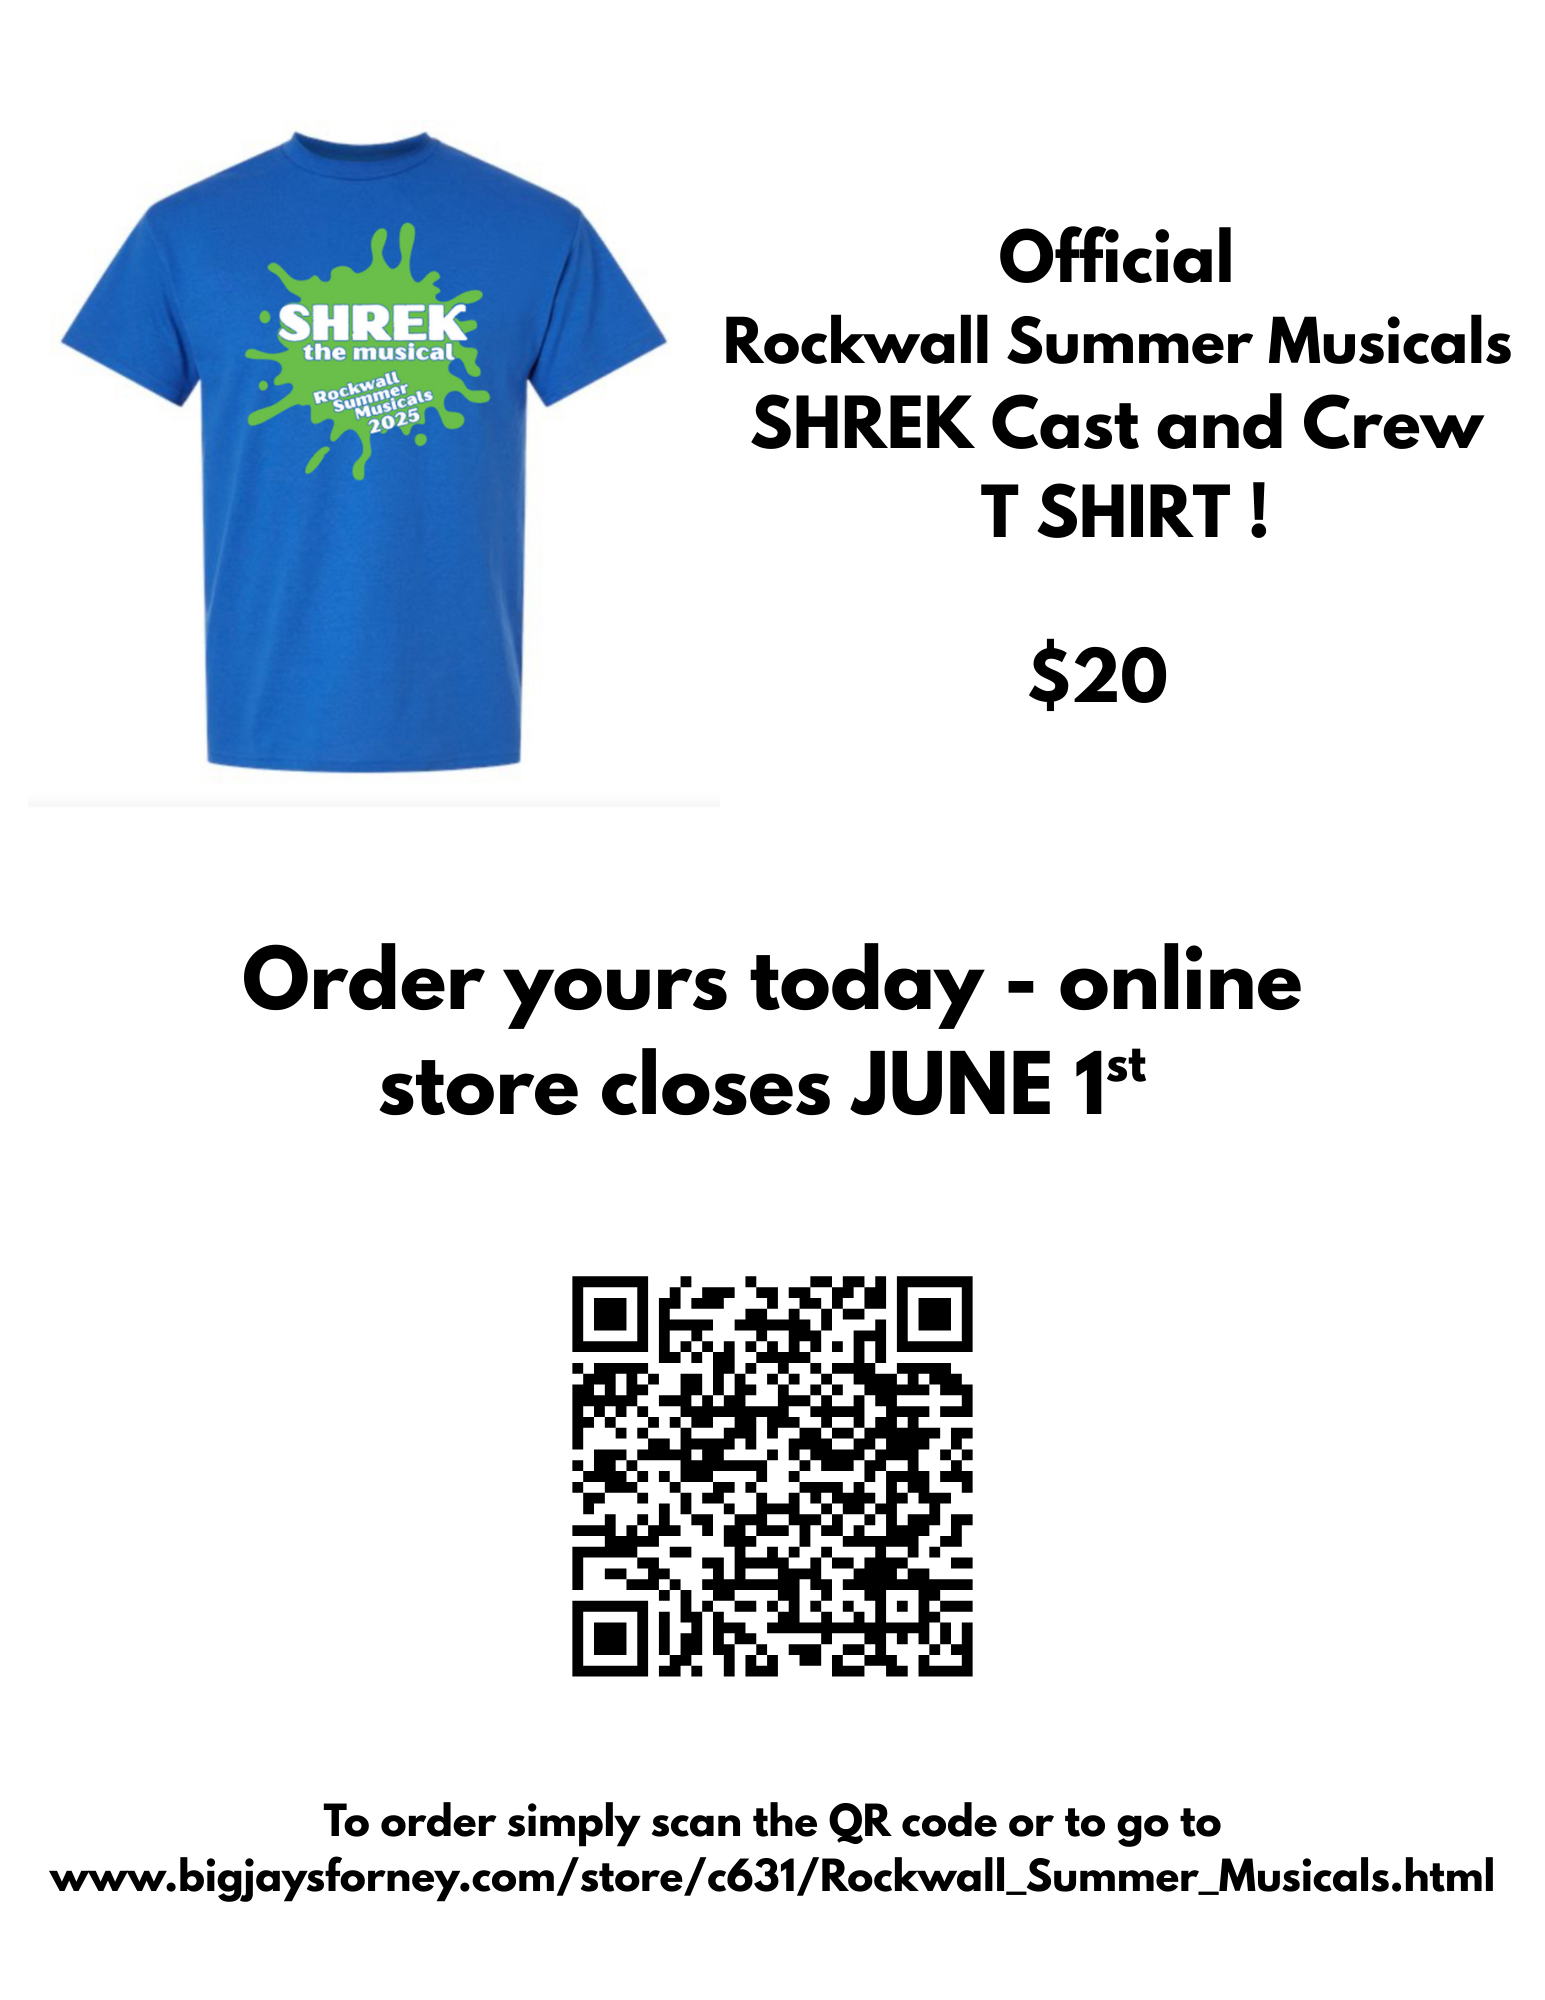 SHREK
the musical
Rockwall
Summer
Musicals
2025
Official
Rockwall Summer Musicals
SHREK Cast and Crew
T SHIRT !
$20
Order yours today - online
store closes JUNE 1st
To order simply scan the QR code or to go to
www.bigjaysforney.com/store/c631/Rockwall_Summer_Musicals.html